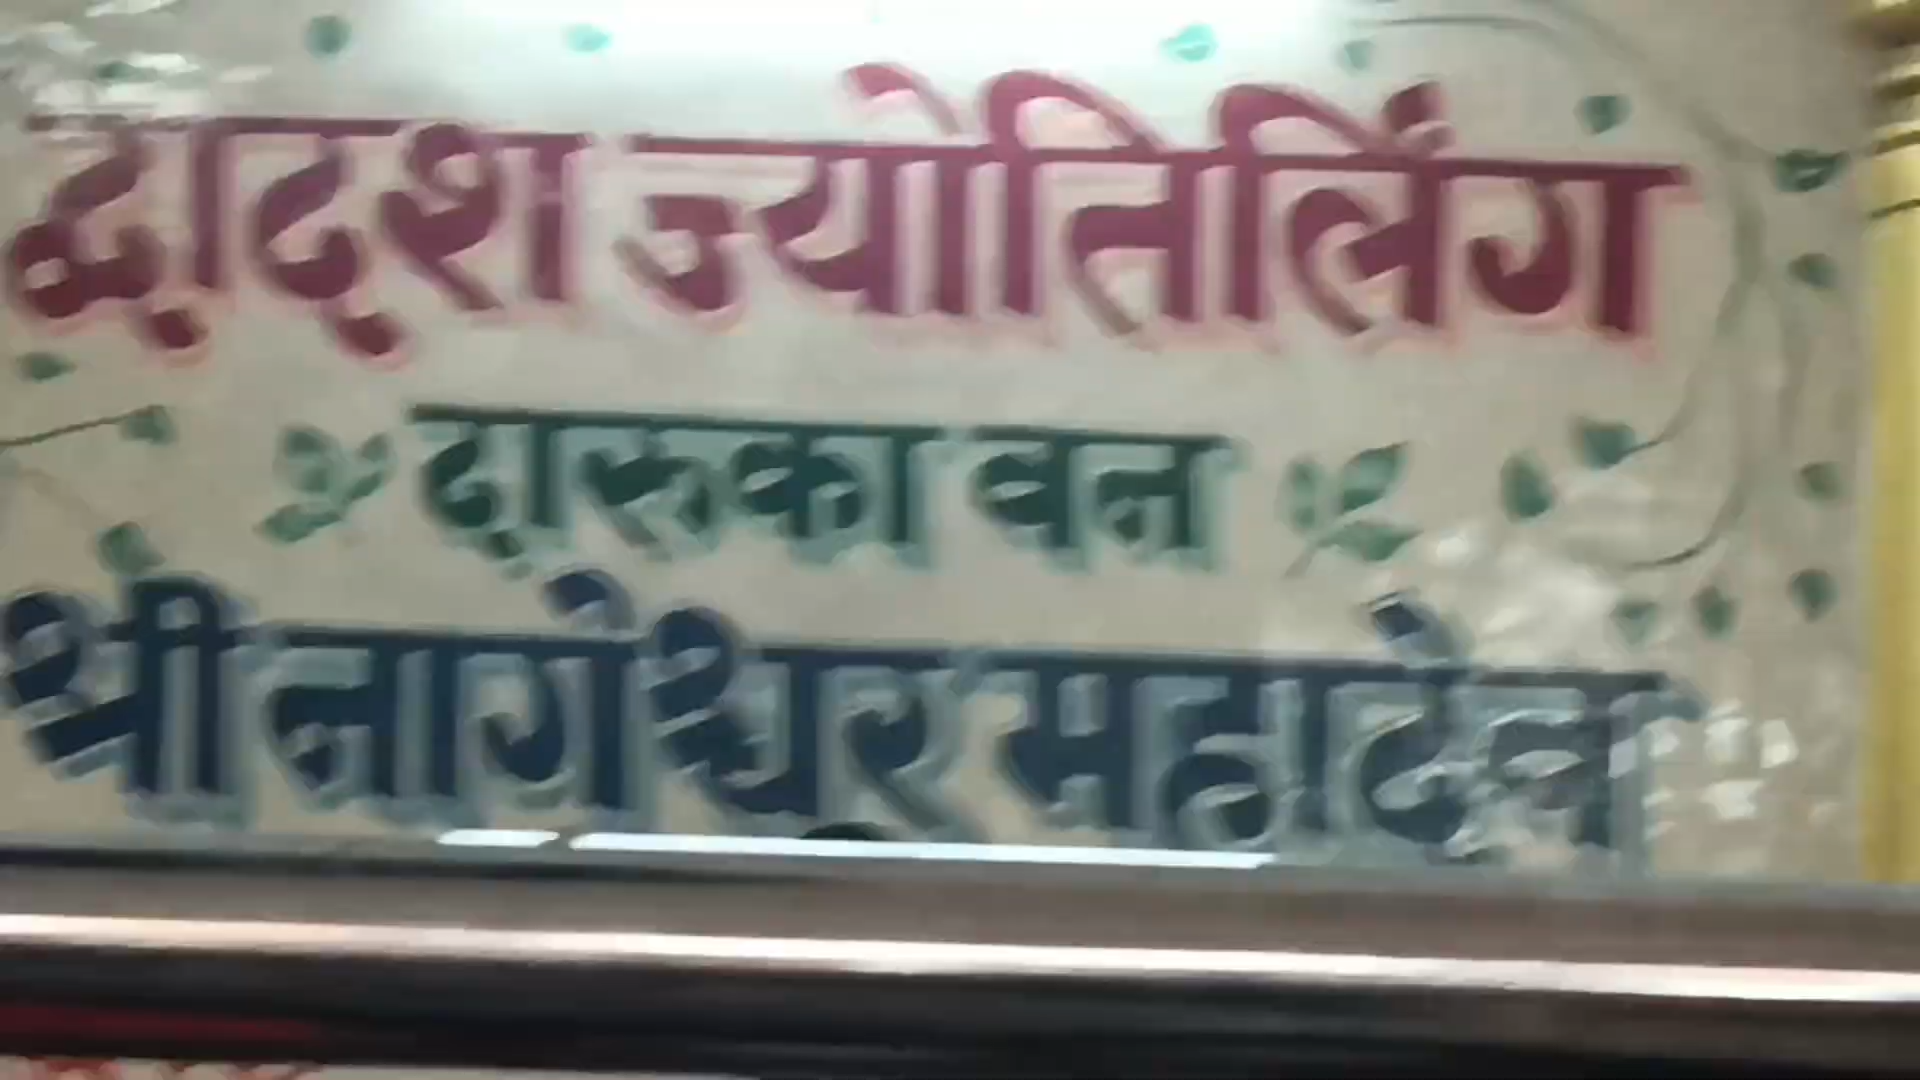 द्वादश ज्योतिलिंग
दारुका वन
श्री नागेश्वर महादेव